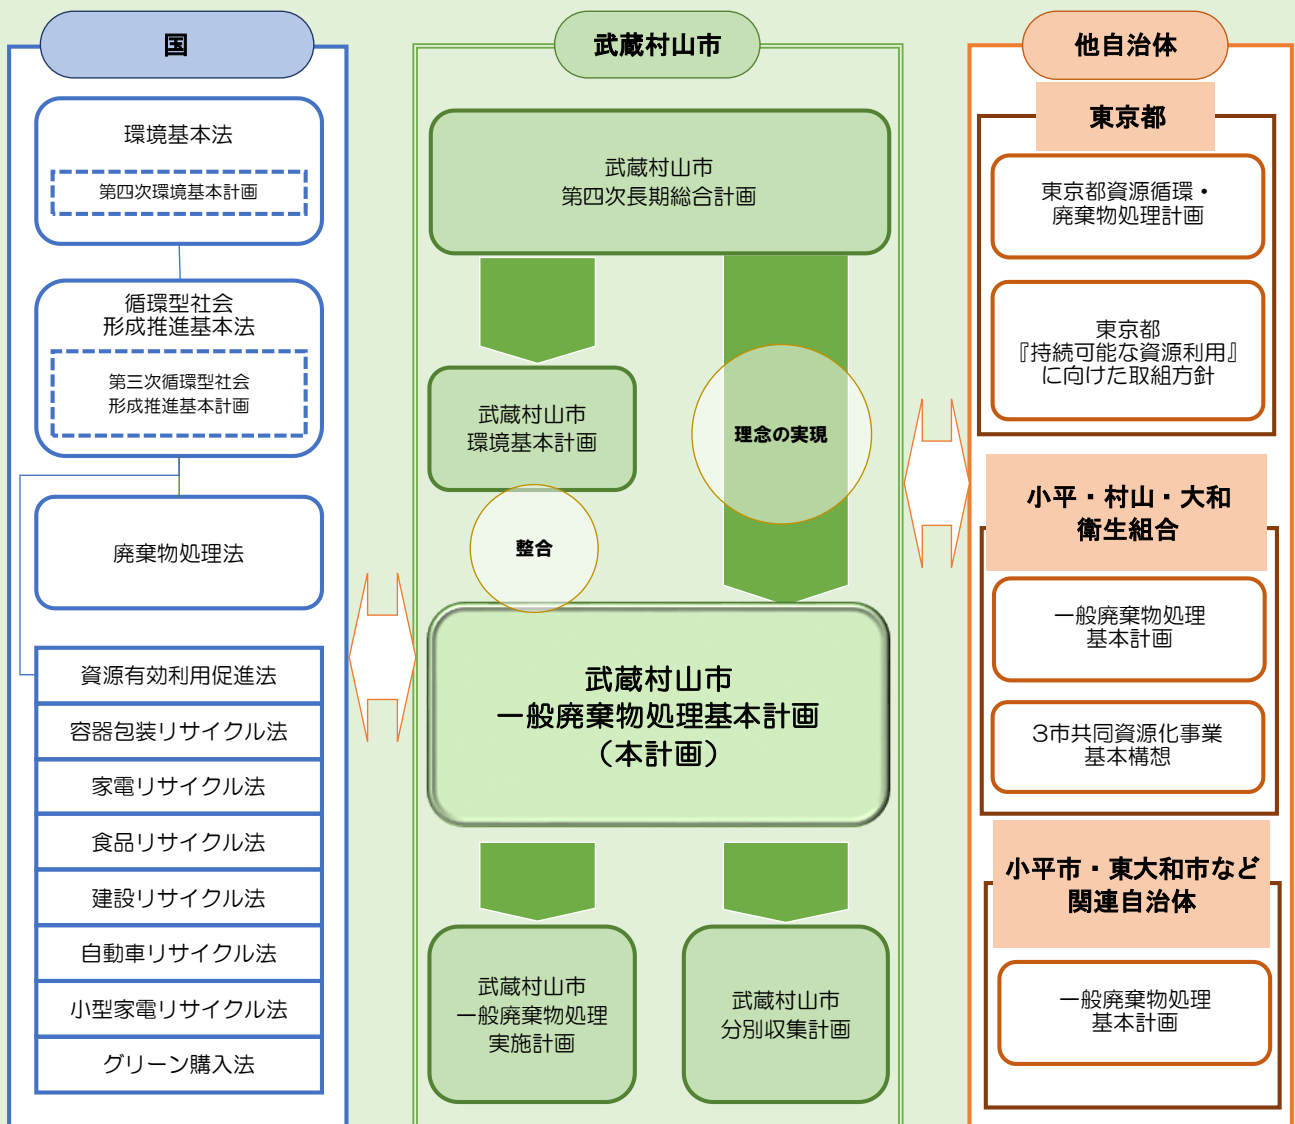 国
環境基本法
第四次環境基本計画
循環型社会
形成推進基本法
第三次循環型社会
形成推進基本計画
廃棄物処理法
資源有効利用促進法
容器包装リサイクル法
家電リサイクル法
食品リサイクル法
建設リサイクル法
自動車リサイクル法
小型家電リサイクル法
グリーン購入法
武蔵村山市
武蔵村山市
第四次長期総合計画
武蔵村山市
環境基本計画
理念の実現
整合
武蔵村山市
一般廃棄物処理基本計画
（本計画）
武蔵村山市
一般廃棄物処理
実施計画
武蔵村山市
分別収集計画
他自治体
東京都
東京都資源循環・
廃棄物処理計画
東京都
『持続可能な資源利用』
に向けた取組方針
小平・村山・大和
衛生組合
一般廃棄物処理
基本計画
3市共同資源化事業
基本構想
小平市・東大和市など
関連自治体
一般廃棄物処理
基本計画